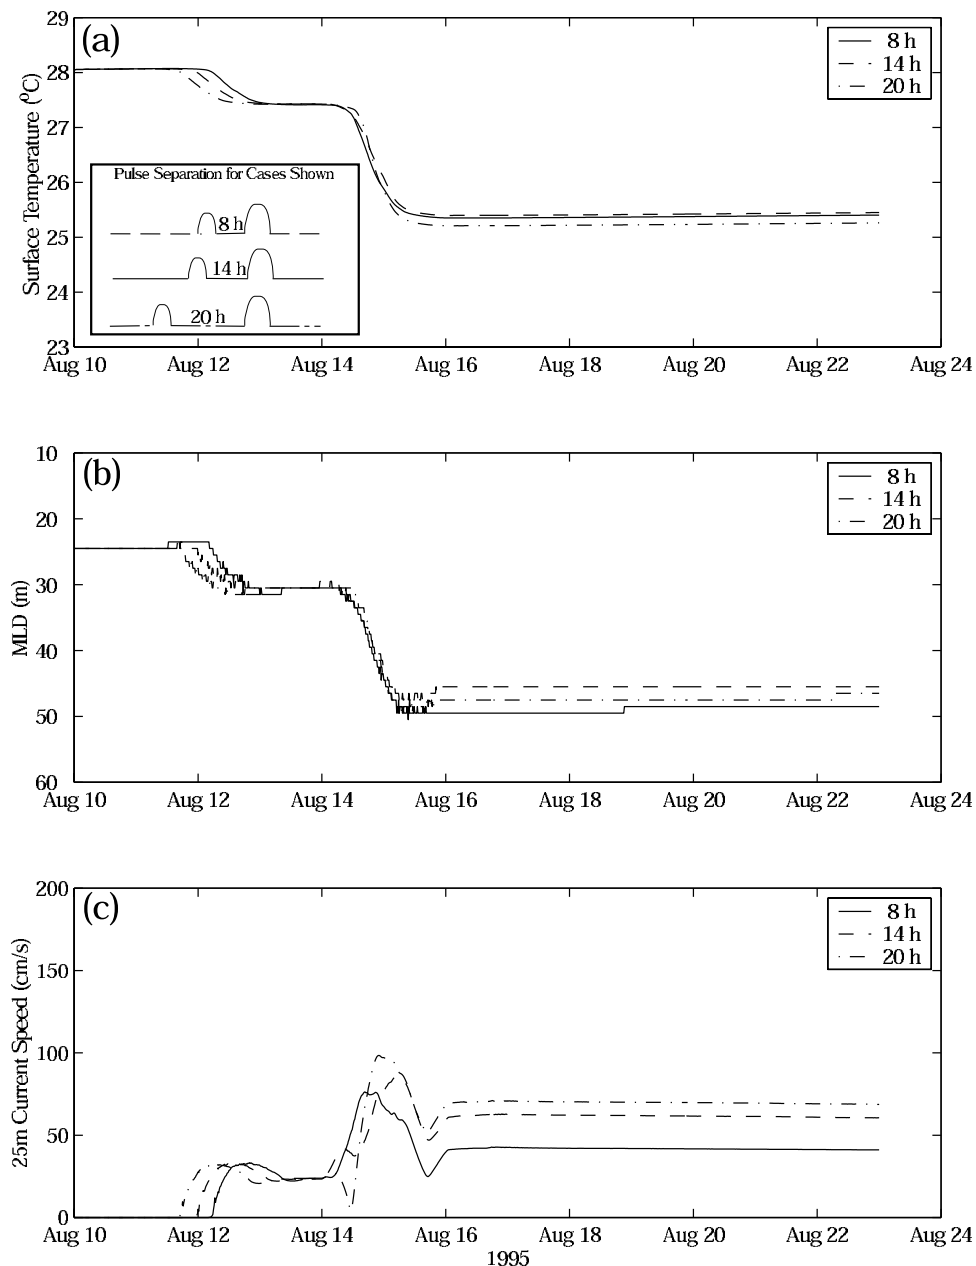 (a)
29
28
27
26
25
24
23
Surface Temperature (°C)
8 h
14 h
20 h
Pulse Separation for Cases Shown
8 h
14 h
20 h
Aug 10 Aug 12 Aug 14 Aug 16 Aug 18 Aug 20 Aug 22 Aug 24
(b)
10
20
30
40
50
60
MLD (m)
8 h
14 h
20 h
Aug 10 Aug 12 Aug 14 Aug 16 Aug 18 Aug 20 Aug 22 Aug 24
(c)
200
150
100
50
0
25m Current Speed (cm/s)
8 h
14 h
20 h
Aug 10 Aug 12 Aug 14 Aug 16 Aug 18 Aug 20 Aug 22 Aug 24
1995